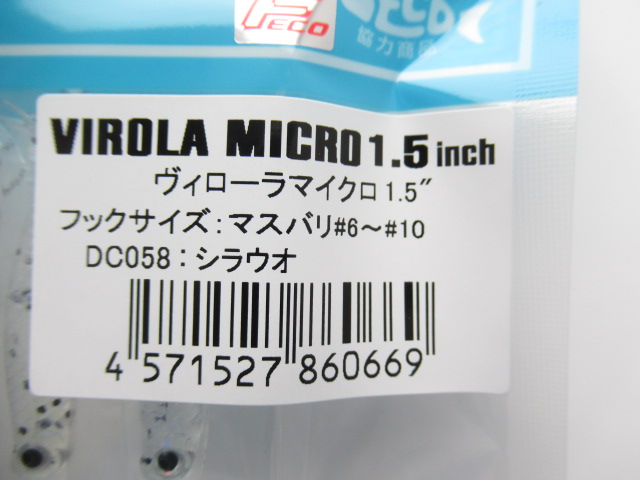 FECO
協力商品
VIROLA MICRO 1.5 inch
ヴィローラマイクロ 1.5″
フックサイズ：マスバリ#6～#10
DC058：シラウオ
4 571527 860669